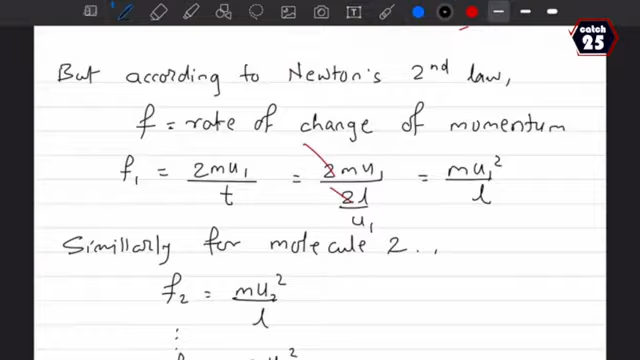 catch
25
But according to Newton's 2nd law,
f = rate of change of momentum
f₁ = 2mu₁/t = 2mu₁/(2l/u₁) = mu₁²/l
Similarly for molecule 2...
f₂ = mu₂²/l
⋮